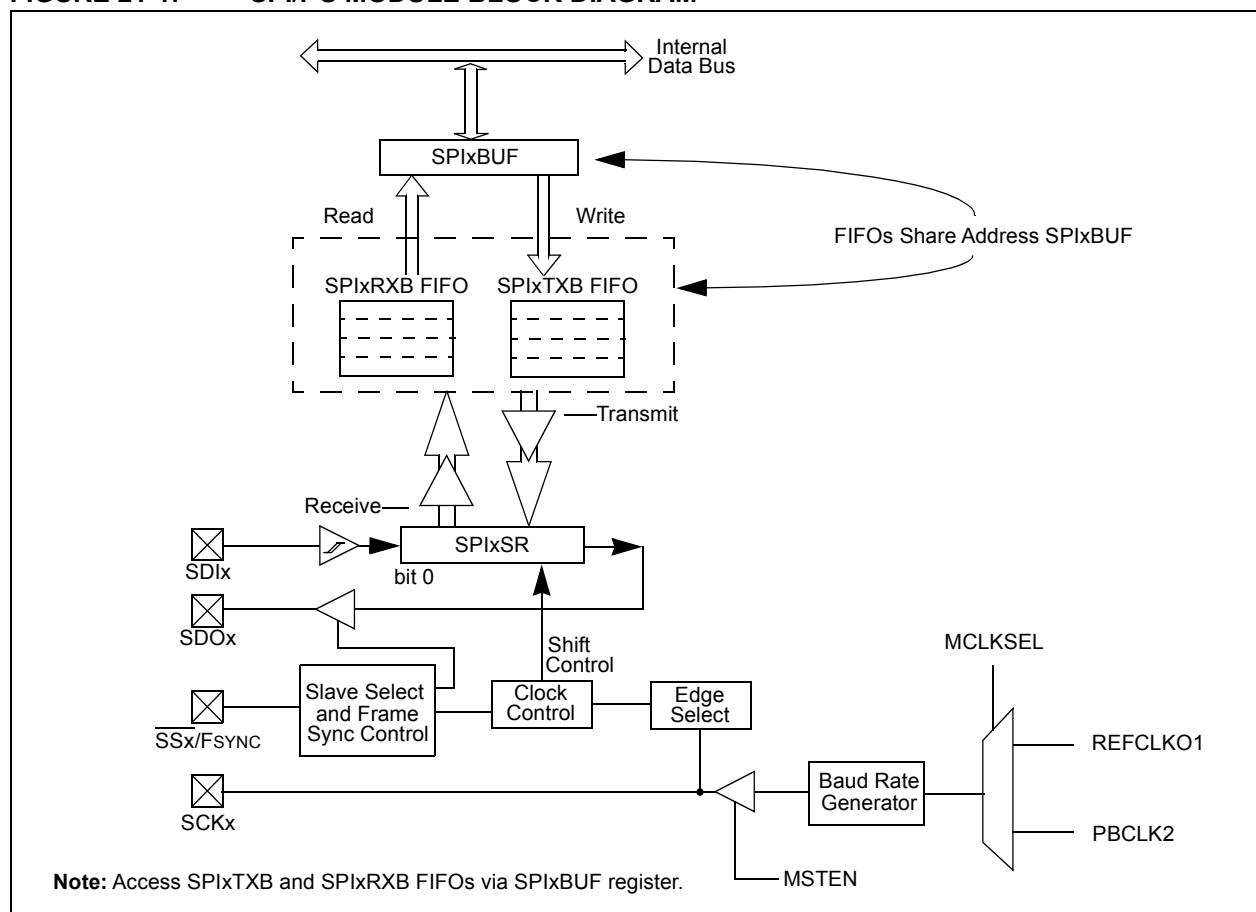 Internal
Data Bus
SPIxBUF
Read
Write
FIFOs Share Address SPIxBUF
SPIxRXB FIFO
SPIxTXB FIFO
Transmit
Receive
SPIxSR
SDIx
bit 0
SDOx
Shift
Control
MCLKSEL
Slave Select
and Frame
Sync Control
Clock
Control
Edge
Select
SSx/FSYNC
REFCLKO1
Baud Rate
Generator
SCKx
PBCLK2
MSTEN
Note: Access SPIxTXB and SPIxRXB FIFOs via SPIxBUF register.